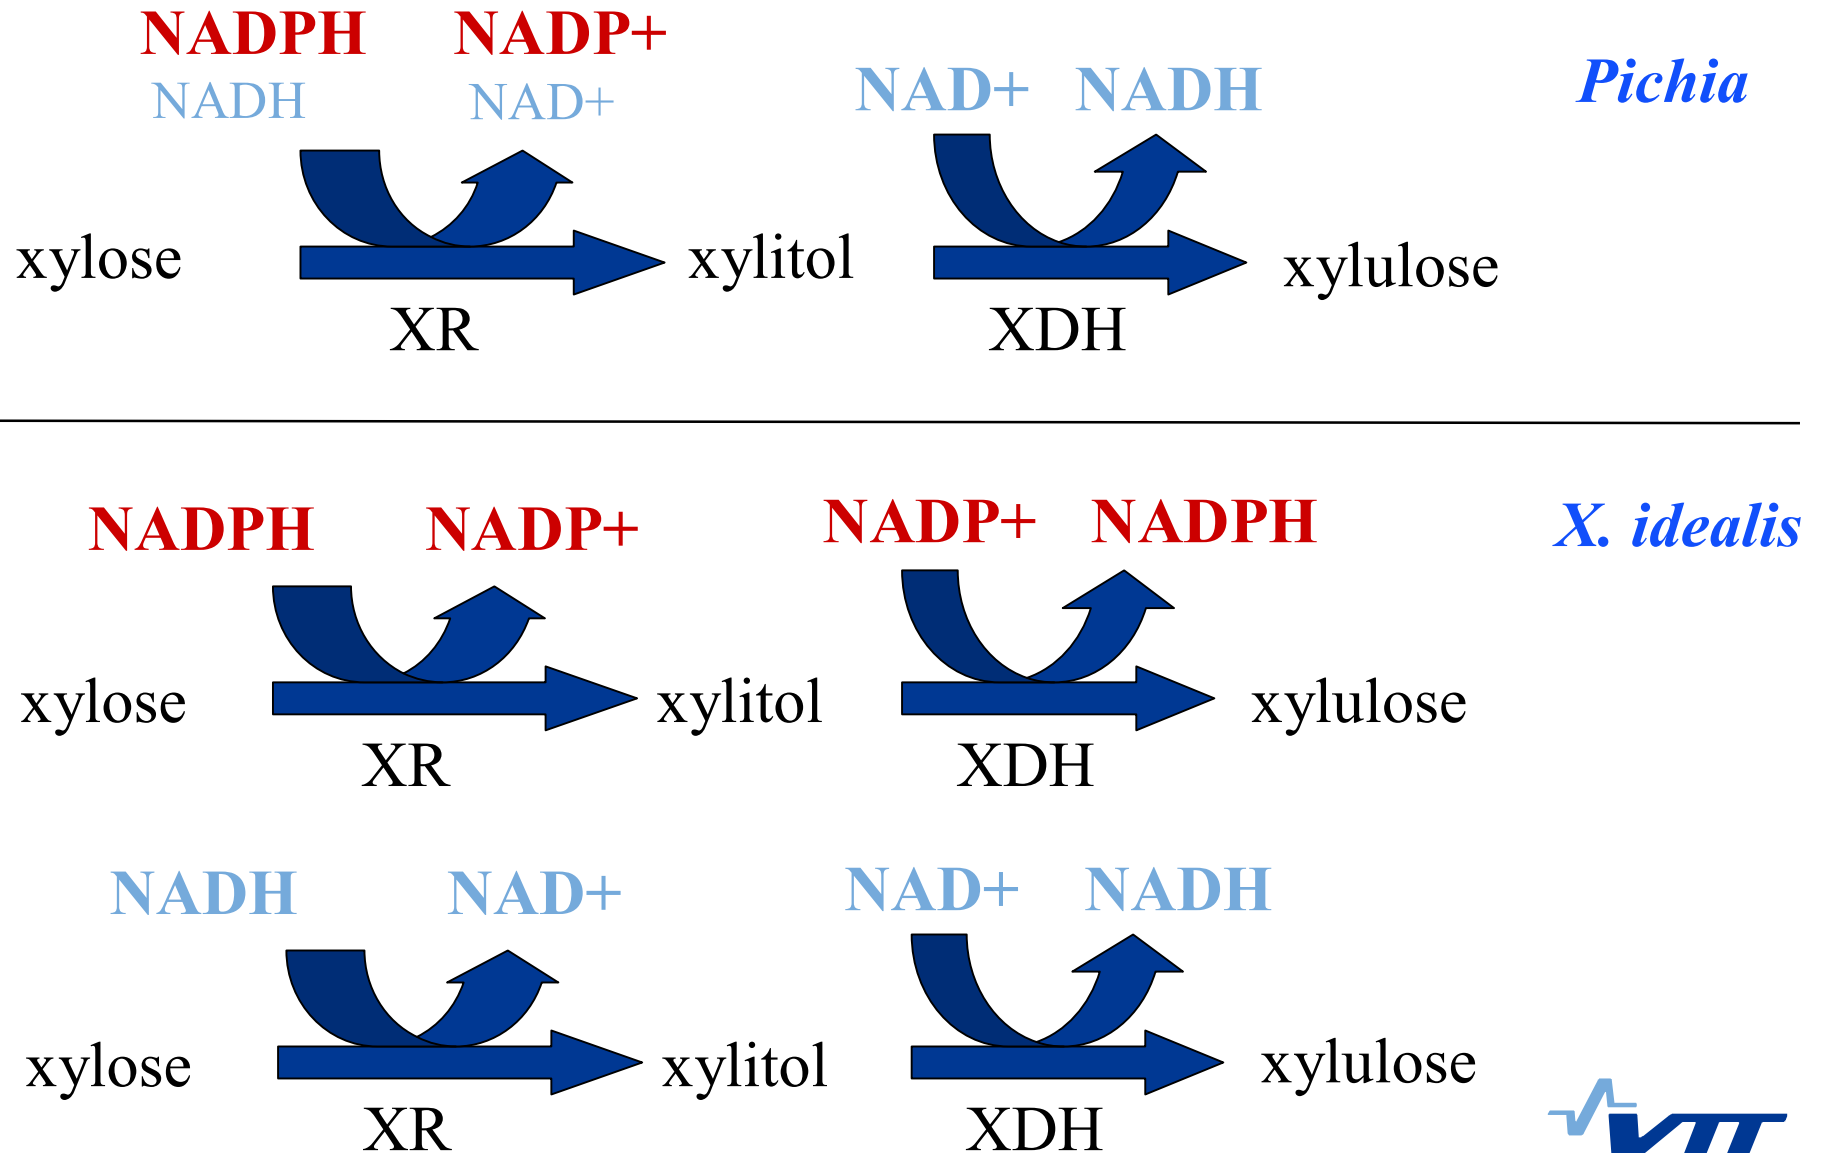 NADPH NADP+
NADH NAD+ NAD+ NADH Pichia
xylose xylitol xylulose
XR XDH
NADPH NADP+ NADP+ NADPH X. idealis
xylose xylitol xylulose
XR XDH
NADH NAD+ NAD+ NADH
xylose xylitol xylulose
XR XDH
VTT